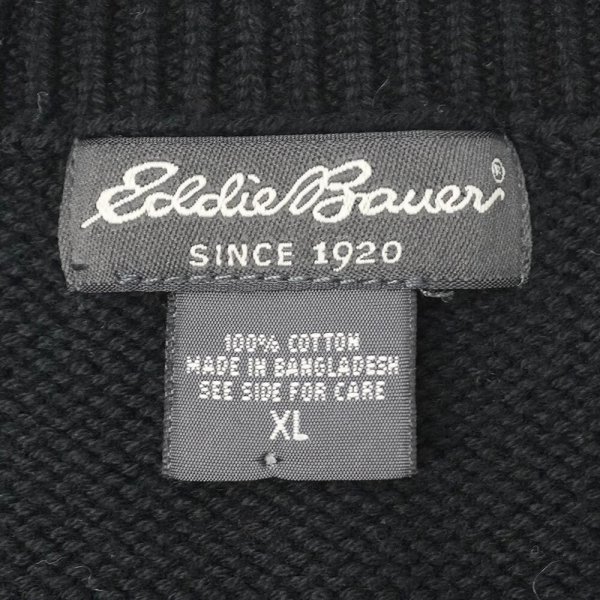 Eddie Bauer®
SINCE 1920
100% COTTON
MADE IN BANGLADESH
SEE SIDE FOR CARE
XL